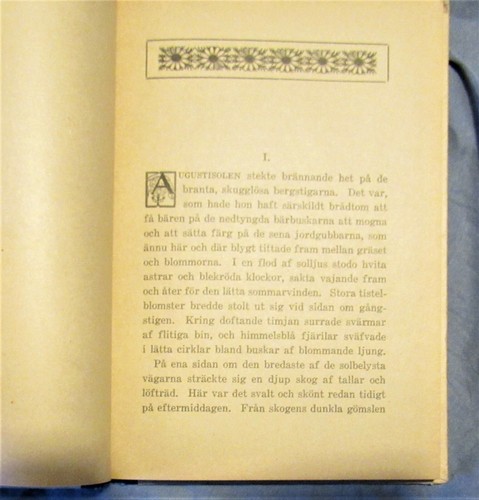 I.
AUGUSTISOLEN stekte brännande het på de
branta, skugglösa bergstigarna. Det var,
som hade hon haft särskildt brådtom att
få bären på de nedtyngda bärbuskarna att mogna
och att sätta färg på de sena jordgubbarna, som
ännu här och där blygt tittade fram mellan gräset
och blommorna. I en flod af solljus stodo hvita
astrar och blekröda klockor, sakta vajande fram
och åter för den lätta sommarvinden. Stora tistel-
blomster bredde stolt ut sig vid sidan om gång-
stigen. Kring doftande timjan surrade svärmar
af flitiga bin, och himmelsblå fjärilar sväfvade
i lätta cirklar bland buskar af blommande ljung.
På ena sidan om den bredaste af de solbelysta
vägarna sträckte sig en djup skog af tallar och
löfträd. Här var det svalt och skönt redan tidigt
på eftermiddagen. Från skogens dunkla gömslen